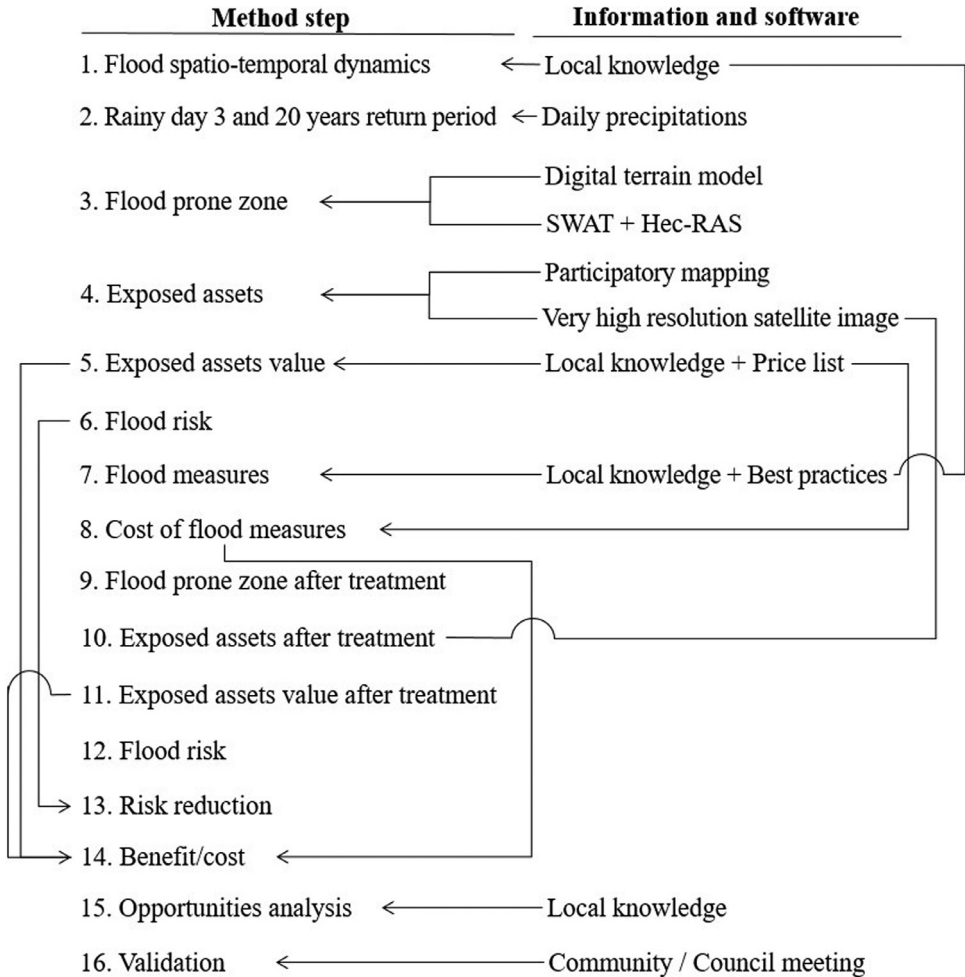 Method step Information and software
1. Flood spatio-temporal dynamics Local knowledge
2. Rainy day 3 and 20 years return period Daily precipitations
Digital terrain model
3. Flood prone zone
SWAT + Hec-RAS
Participatory mapping
4. Exposed assets
Very high resolution satellite image
5. Exposed assets value Local knowledge + Price list
6. Flood risk
7. Flood measures Local knowledge + Best practices
8. Cost of flood measures
9. Flood prone zone after treatment
10. Exposed assets after treatment
11. Exposed assets value after treatment
12. Flood risk
13. Risk reduction
14. Benefit/cost
15. Opportunities analysis Local knowledge
16. Validation Community / Council meeting